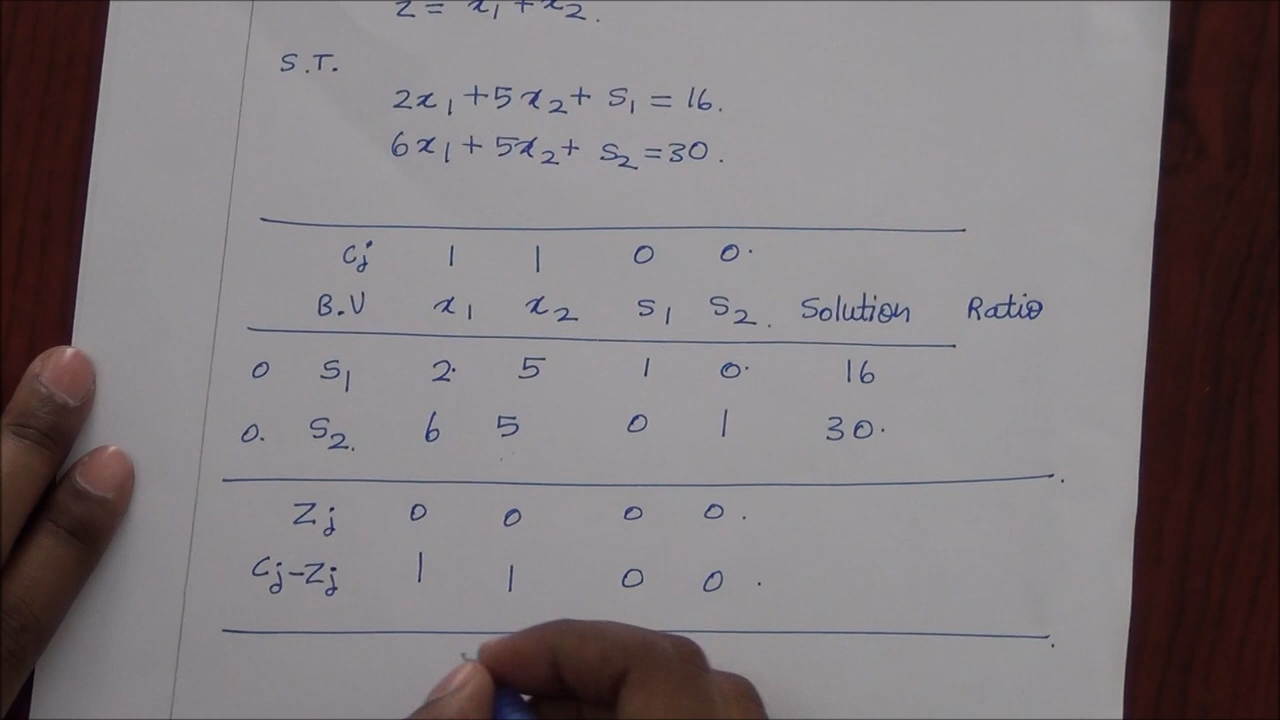 Z = x₁ + x₂.
S.T.
2x₁ + 5x₂ + S₁ = 16.
6x₁ + 5x₂ + S₂ = 30.
Cj 1 1 0 0.
B.V x₁ x₂ S₁ S₂. Solution Ratio
0 S₁ 2. 5 1 0. 16
0. S₂. 6 5 0 1 30.
Zj 0 0 0 0.
Cj-Zj 1 1 0 0.